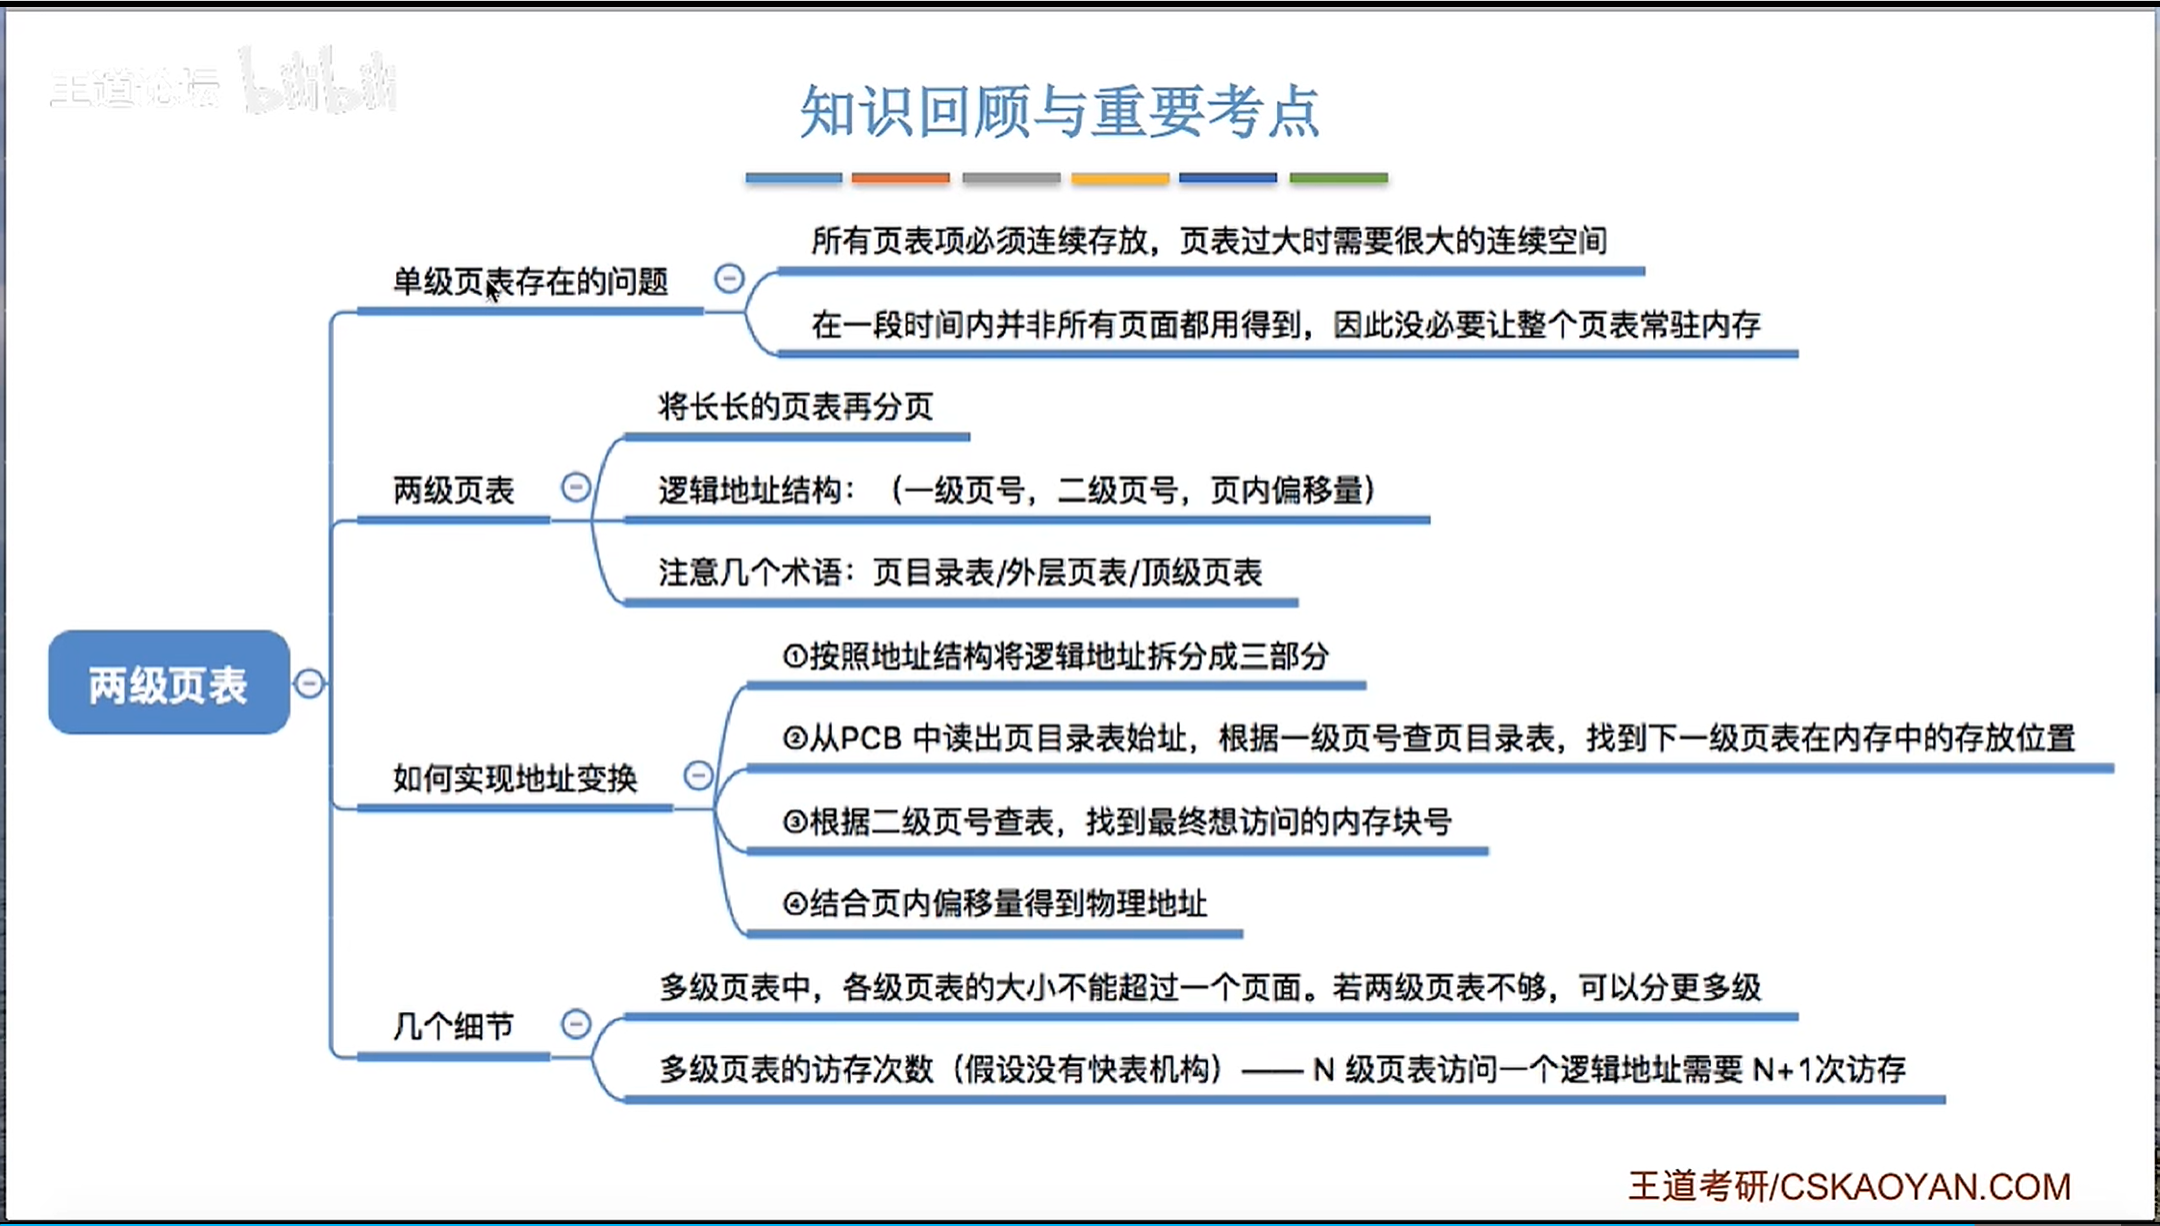 王道论坛 bilibili
知识回顾与重要考点
单级页表存在的问题
所有页表项必须连续存放，页表过大时需要很大的连续空间
在一段时间内并非所有页面都用得到，因此没必要让整个页表常驻内存
两级页表
将长长的页表再分页
逻辑地址结构：（一级页号，二级页号，页内偏移量）
注意几个术语：页目录表/外层页表/顶级页表
两级页表
如何实现地址变换
①按照地址结构将逻辑地址拆分成三部分
②从PCB 中读出页目录表始址，根据一级页号查页目录表，找到下一级页表在内存中的存放位置
③根据二级页号查表，找到最终想访问的内存块号
④结合页内偏移量得到物理地址
几个细节
多级页表中，各级页表的大小不能超过一个页面。若两级页表不够，可以分更多级
多级页表的访存次数（假设没有快表机构）—— N 级页表访问一个逻辑地址需要 N+1次访存
王道考研/CSKAOYAN.COM